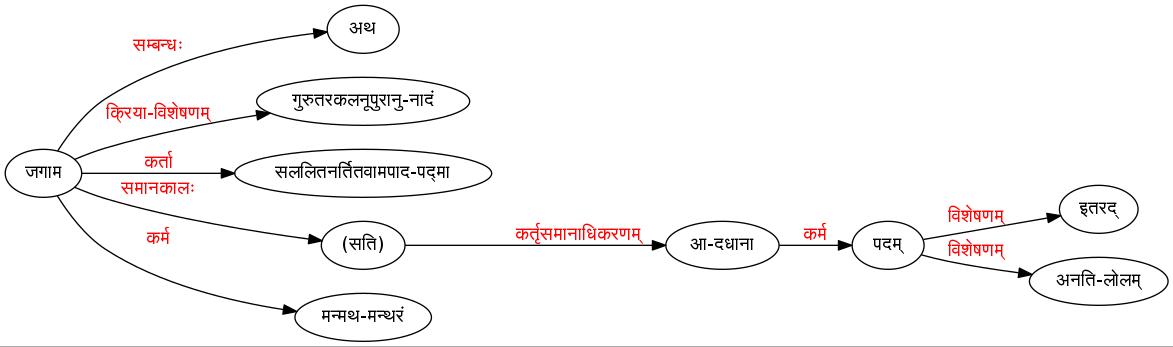 अथ
सम्बन्धः
गुरुतरकलनूपुरानु-नादं
क्रिया-विशेषणम्
जगाम
कर्ता
सललितनर्तितवामपाद-पद्मा
समानकालः
कर्म
(सति)
कर्तृसमानाधिकरणम्
आ-दधाना
कर्म
पदम्
विशेषणम्
इतरद्
विशेषणम्
अनति-लोलम्
मन्मथ-मन्थरं